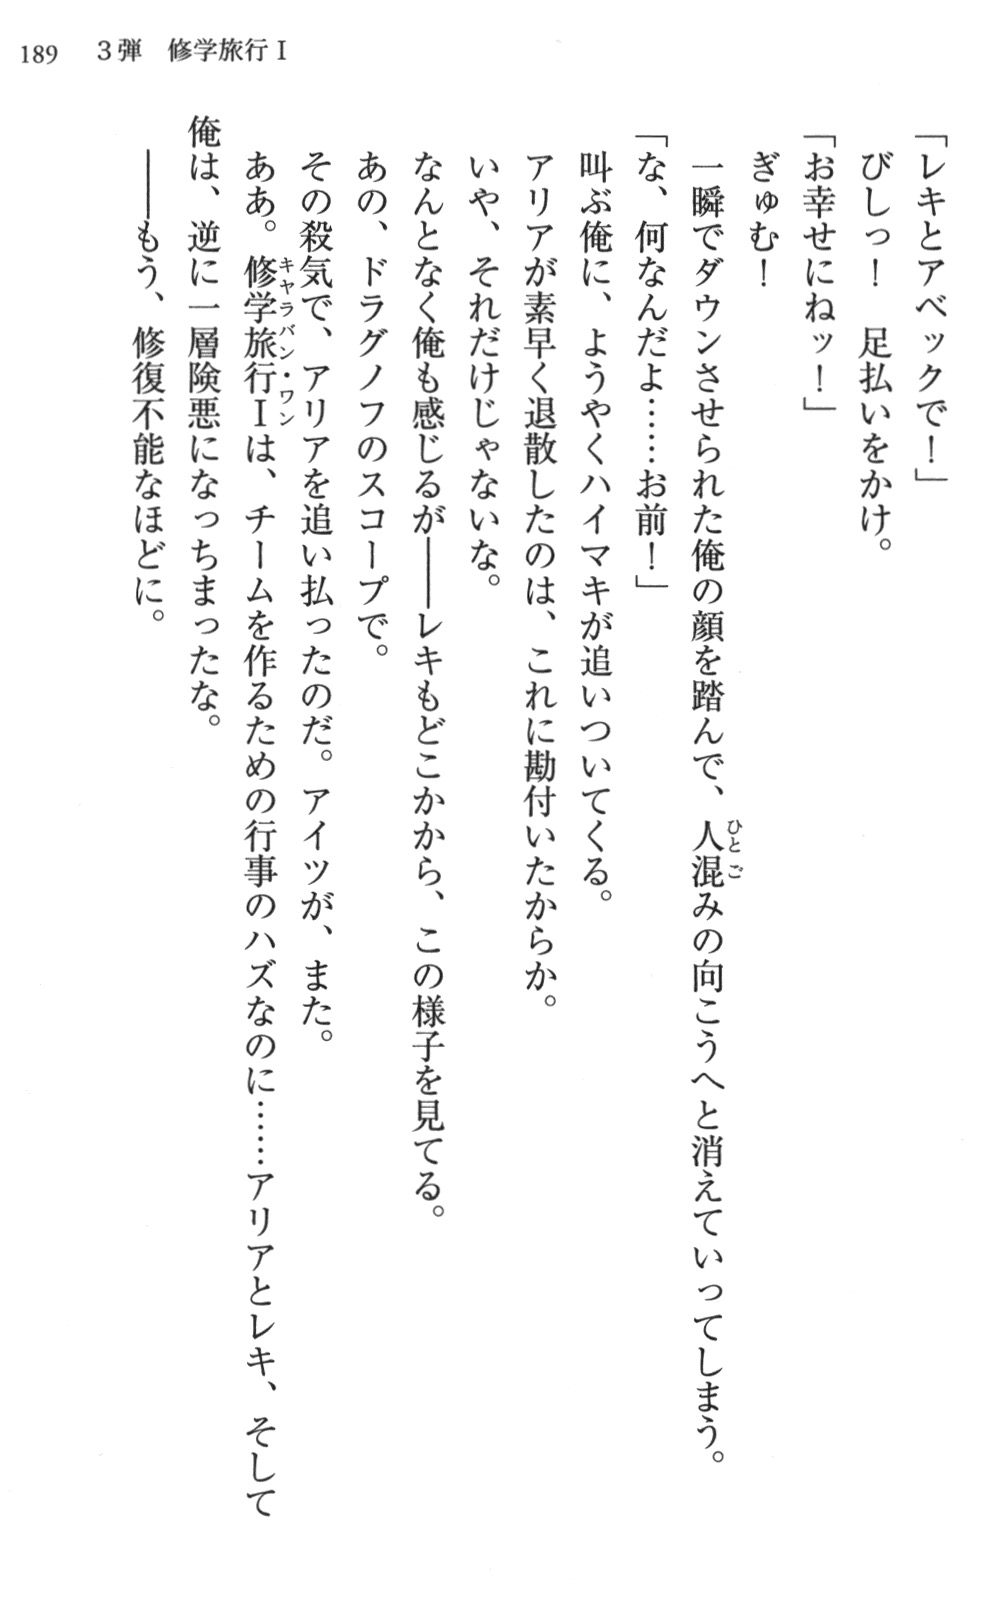 189　３弾　修学旅行Ⅰ
「レキとアベックで！」
びしっ！　足払いをかけ。
「お幸せにねッ！」
ぎゅむ！
一瞬でダウンさせられた俺の顔を踏んで、人混みの向こうへと消えていってしまう。
ひとご
「な、何なんだよ……お前！」
叫ぶ俺に、ようやくハイマキが追いついてくる。
アリアが素早く退散したのは、これに勘付いたからか。
いや、それだけじゃないな。
なんとなく俺も感じるが――レキもどこかから、この様子を見てる。
あの、ドラグノフのスコープで。
その殺気で、アリアを追い払ったのだ。アイツが、また。
ああ。修学旅行Ⅰは、チームを作るための行事のハズなのに……アリアとレキ、そして
キャラバン・ワン
俺は、逆に一層険悪になっちまったな。
――もう、修復不能なほどに。